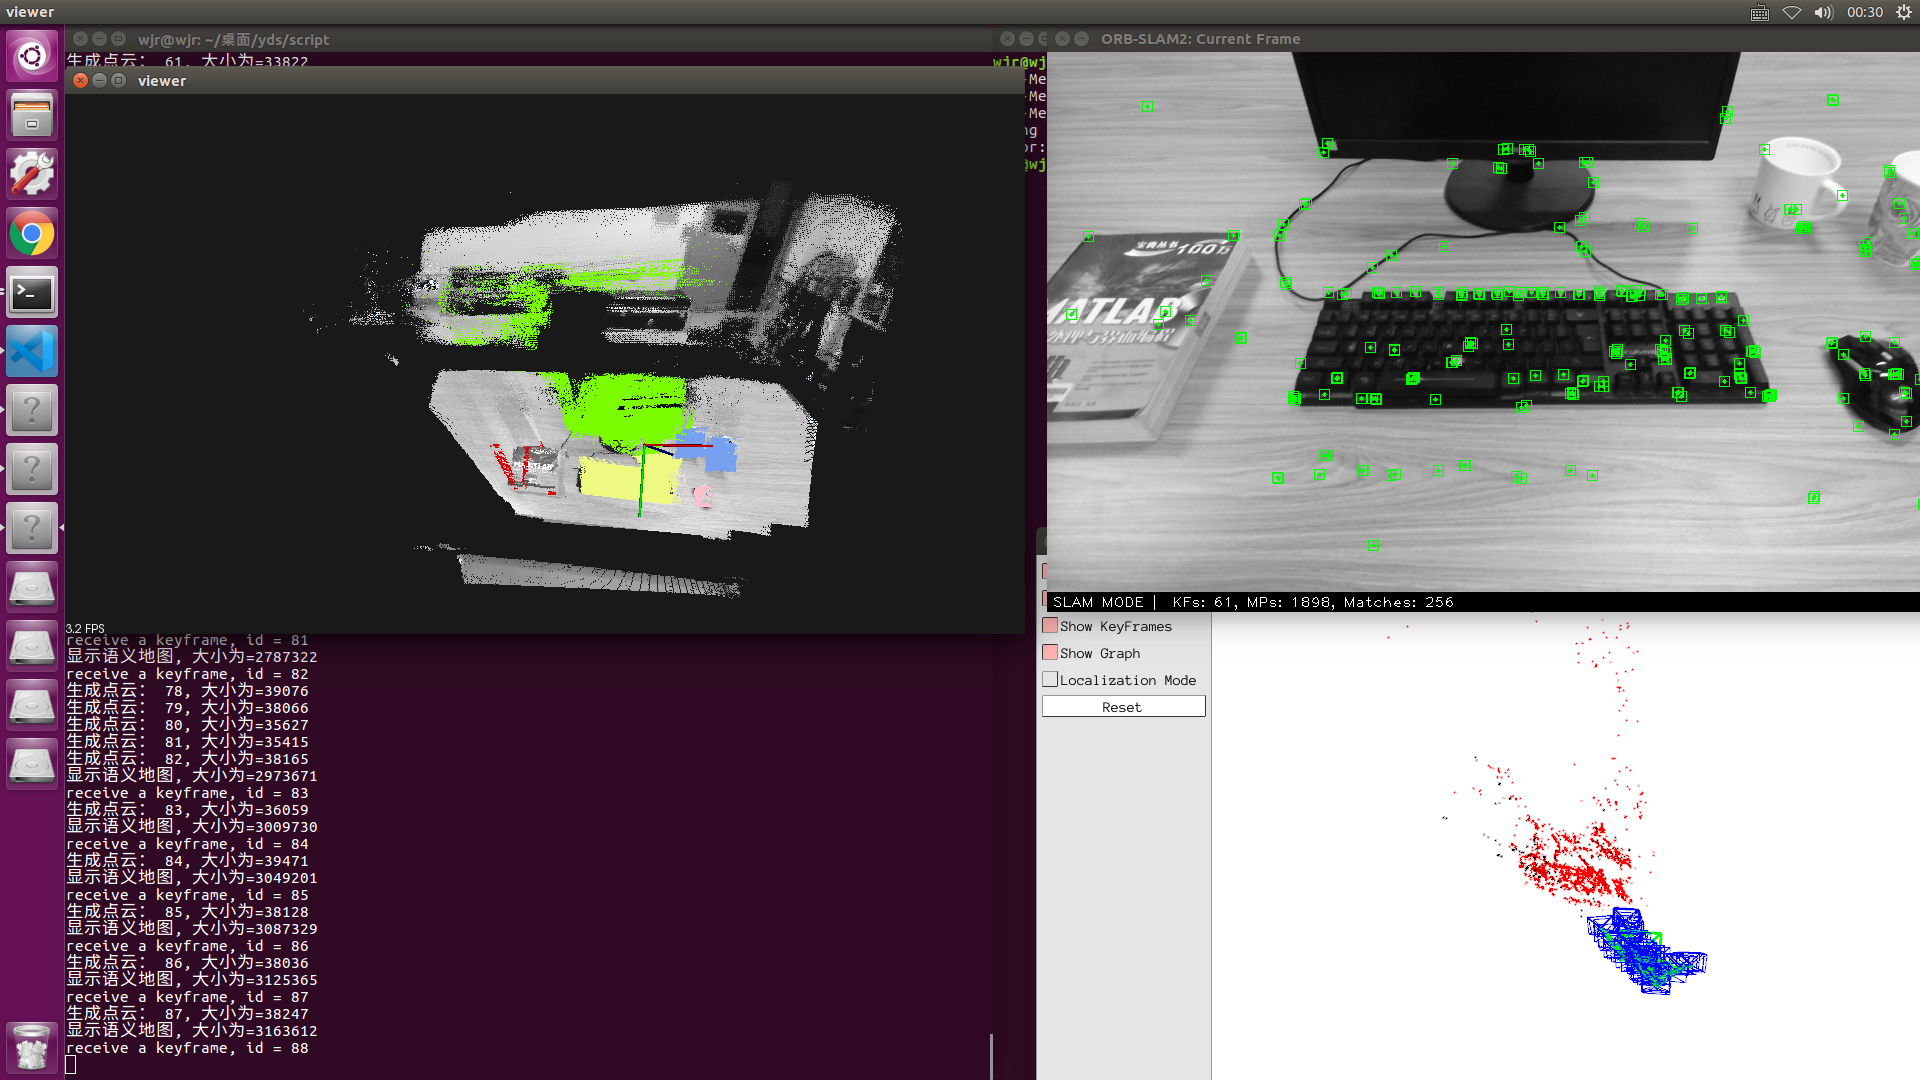 viewer
00:30
wjr@wjr: ~/桌面/yds/script
生成点云： 61, 大小为=33822
viewer
3.2 FPS
receive a keyframe, id = 81
显示语义地图, 大小为=2787322
receive a keyframe, id = 82
生成点云： 78, 大小为=39076
生成点云： 79, 大小为=38066
生成点云： 80, 大小为=35627
生成点云： 81, 大小为=35415
生成点云： 82, 大小为=38165
显示语义地图, 大小为=2973671
receive a keyframe, id = 83
生成点云： 83, 大小为=36059
显示语义地图, 大小为=3009730
receive a keyframe, id = 84
生成点云： 84, 大小为=39471
显示语义地图, 大小为=3049201
receive a keyframe, id = 85
生成点云： 85, 大小为=38128
显示语义地图, 大小为=3087329
receive a keyframe, id = 86
生成点云： 86, 大小为=38036
显示语义地图, 大小为=3125365
receive a keyframe, id = 87
生成点云： 87, 大小为=38247
显示语义地图, 大小为=3163612
receive a keyframe, id = 88
wjr@wj
-Me
-Me
-Me
ng
or:
@wj
ORB-SLAM2: Current Frame
宝典丛书 100万
MATLAB
SLAM MODE | KFs: 61, MPs: 1898, Matches: 256
Show KeyFrames
Show Graph
Localization Mode
Reset